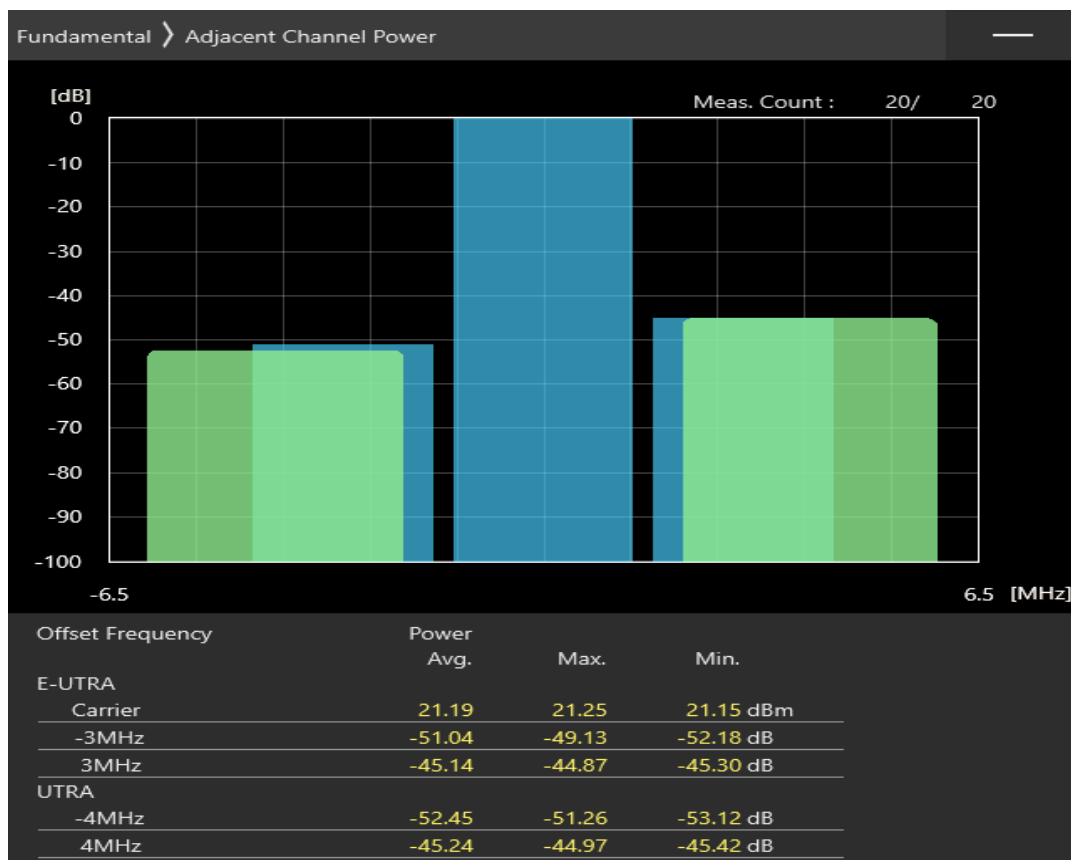 Fundamental 〉 Adjacent Channel Power
[dB]
Meas. Count : 20/ 20
0
-10
-20
-30
-40
-50
-60
-70
-80
-90
-100
-6.5 6.5 [MHz]
Offset Frequency Power
Avg. Max. Min.
E-UTRA
Carrier 21.19 21.25 21.15 dBm
-3MHz -51.04 -49.13 -52.18 dB
3MHz -45.14 -44.87 -45.30 dB
UTRA
-4MHz -52.45 -51.26 -53.12 dB
4MHz -45.24 -44.97 -45.42 dB